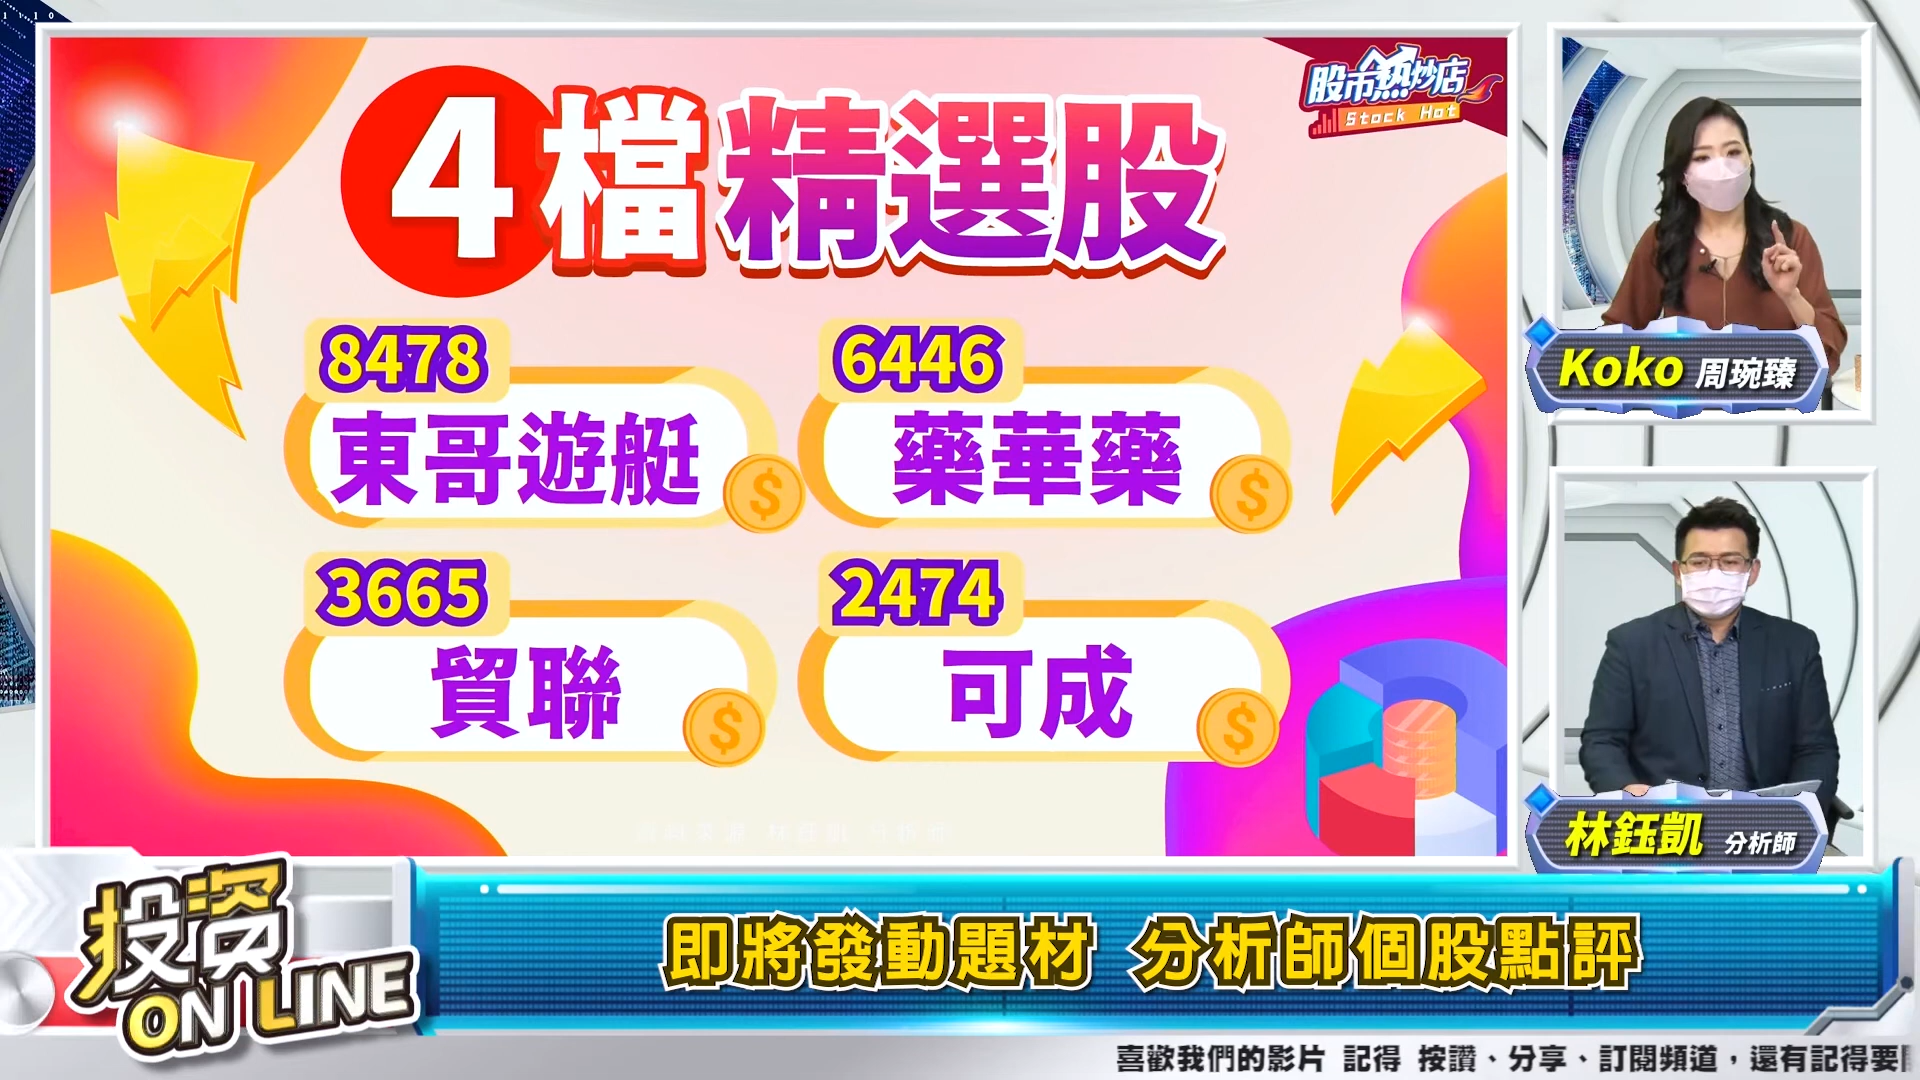 4檔精選股
股市熱炒店
Stock Hot
8478
東哥遊艇
6446
藥華藥
3665
貿聯
2474
可成
Koko 周琬臻
林鈺凱 分析師
投資
ON LINE
即將發動題材 分析師個股點評
喜歡我們的影片 記得 按讚、分享、訂閱頻道，還有記得要